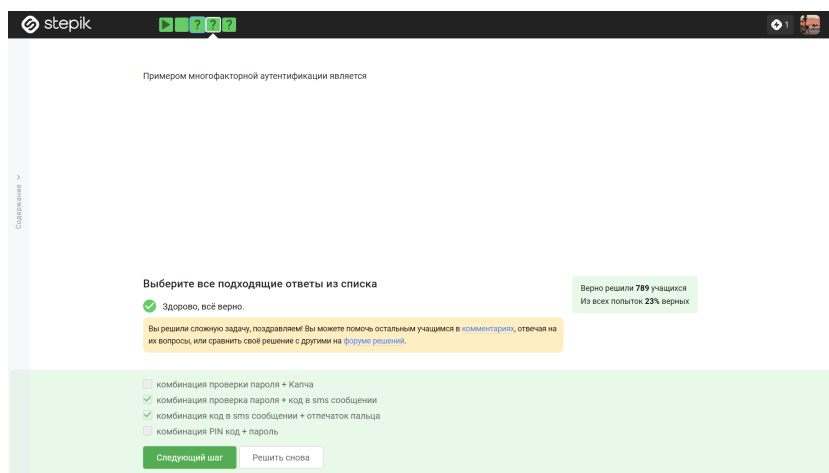 stepik
? ? ?
1
Примером многофакторной аутентификации является
Содержание
Выберите все подходящие ответы из списка
Здорово, всё верно.
Верно решили 789 учащихся
Из всех попыток 23% верных
Вы решили сложную задачу, поздравляем! Вы можете помочь остальным учащимся в комментариях, отвечая на
их вопросы, или сравнить своё решение с другими на форуме решений.
комбинация проверки пароля + Капча
комбинация проверка пароля + код в sms сообщении
комбинация код в sms сообщении + отпечаток пальца
комбинация PIN код + пароль
Следующий шаг Решить снова